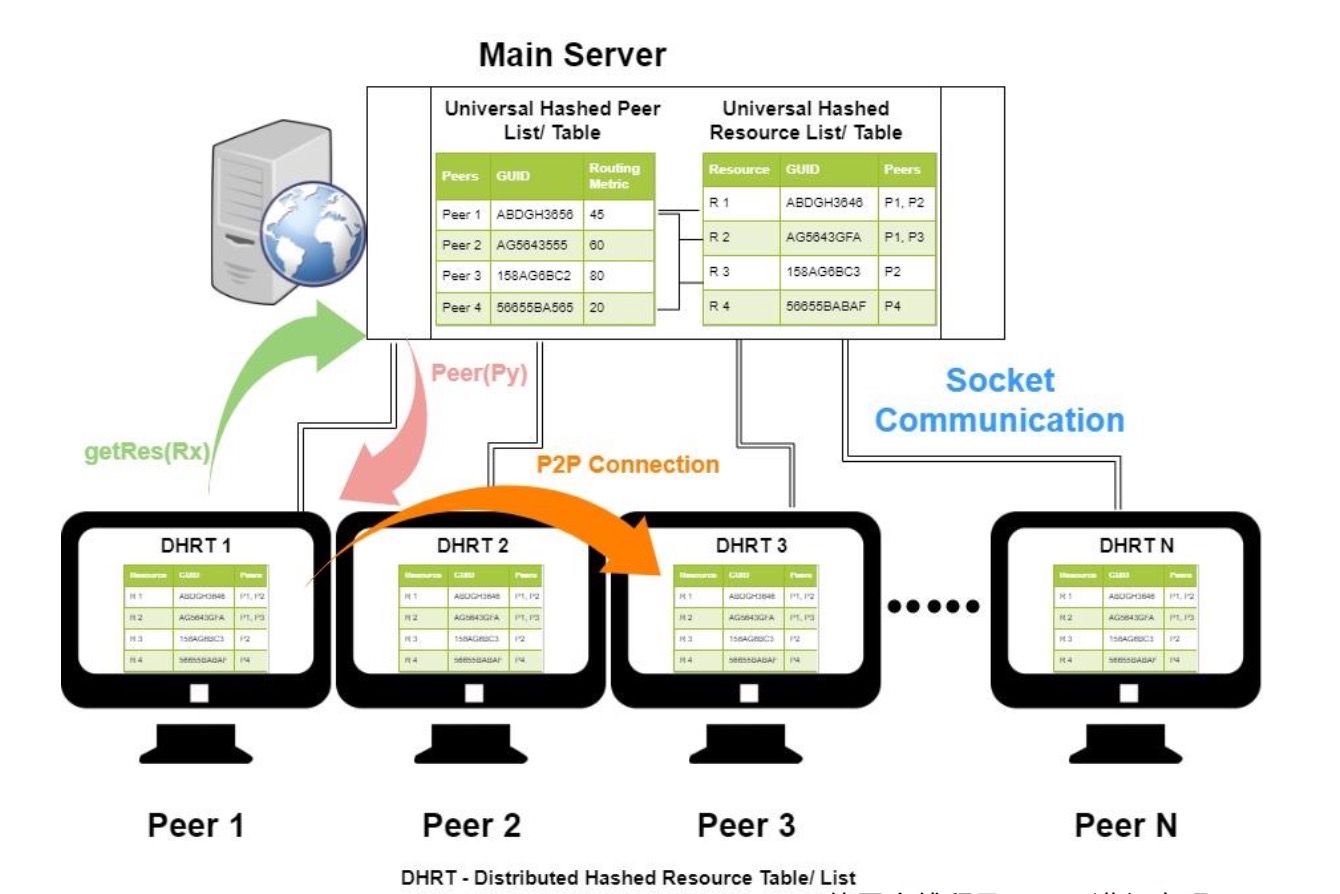 Main Server
Universal Hashed Peer
List/ Table
Peers GUID Routing Metric
Peer 1 ABDGH3656 45
Peer 2 AG5643555 60
Peer 3 158AG6BC2 80
Peer 4 56655BA565 20
Universal Hashed
Resource List/ Table
Resource GUID Peers
R 1 ABDGH3646 P1, P2
R 2 AG5643GFA P1, P3
R 3 158AG6BC3 P2
R 4 56655BABAF P4
Peer(Py)
Socket
Communication
getRes(Rx)
P2P Connection
DHRT 1
Resource GUID Peers
R 1 ABDGH3646 P1, P2
R 2 AG5643GFA P1, P3
R 3 158AG6BC3 P2
R 4 56655BABAF P4
DHRT 2
Resource GUID Peers
R 1 ABDGH3646 P1, P2
R 2 AG5643GFA P1, P3
R 3 158AG6BC3 P2
R 4 56655BABAF P4
DHRT 3
Resource GUID Peers
R 1 ABDGH3646 P1, P2
R 2 AG5643GFA P1, P3
R 3 158AG6BC3 P2
R 4 56655BABAF P4
DHRT N
Resource GUID Peers
R 1 ABDGH3646 P1, P2
R 2 AG5643GFA P1, P3
R 3 158AG6BC3 P2
R 4 56655BABAF P4
Peer 1
Peer 2
Peer 3
Peer N
DHRT - Distributed Hashed Resource Table/ List